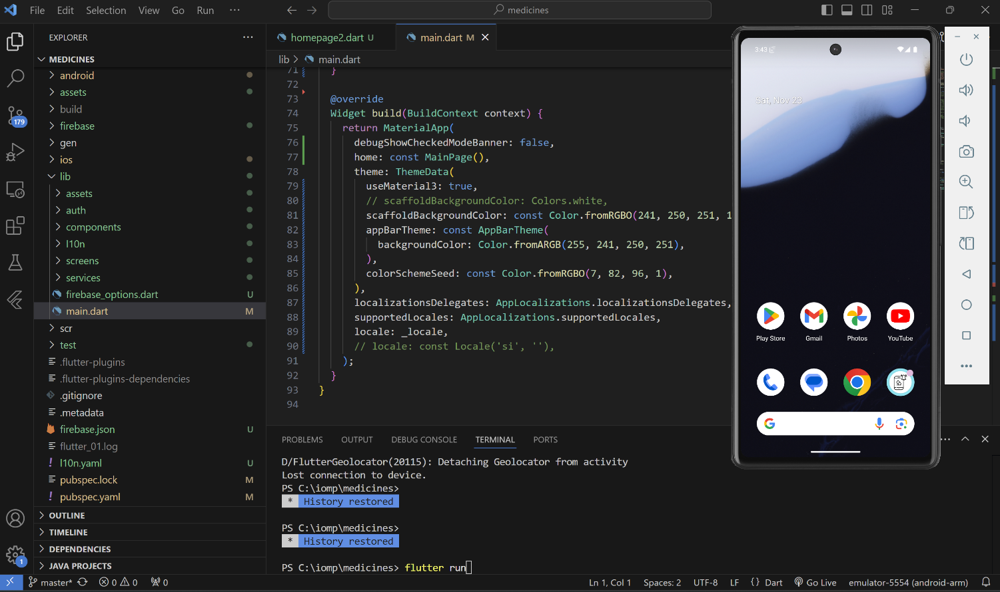 File Edit Selection View Go Run ···
medicines
EXPLORER
MEDICINES
android
assets
build
firebase
gen
ios
lib
assets
auth
components
l10n
screens
services
firebase_options.dart U
main.dart M
scr
test
.flutter-plugins
.flutter-plugins-dependencies
.gitignore
.metadata
firebase.json U
flutter_01.log
l10n.yaml U
pubspec.lock M
pubspec.yaml M
OUTLINE
TIMELINE
DEPENDENCIES
JAVA PROJECTS
179
1
homepage2.dart U
main.dart M
lib > main.dart
71 }
72
73 @override
74 Widget build(BuildContext context) {
75 return MaterialApp(
76 debugShowCheckedModeBanner: false,
77 home: const MainPage(),
78 theme: ThemeData(
79 useMaterial3: true,
80 // scaffoldBackgroundColor: Colors.white,
81 scaffoldBackgroundColor: const Color.fromRGBO(241, 250, 251, 1
82 appBarTheme: const AppBarTheme(
83 backgroundColor: Color.fromARGB(255, 241, 250, 251),
84 ),
85 colorSchemeSeed: const Color.fromRGBO(7, 82, 96, 1),
86 ),
87 localizationsDelegates: AppLocalizations.localizationsDelegates,
88 supportedLocales: AppLocalizations.supportedLocales,
89 locale: _locale,
90 // locale: const Locale('si', ''),
91 );
92 }
93 }
94
PROBLEMS OUTPUT DEBUG CONSOLE TERMINAL PORTS
D/FlutterGeolocator(20115): Detaching Geolocator from activity
Lost connection to device.
PS C:\iomp\medicines>
* History restored
PS C:\iomp\medicines>
* History restored
PS C:\iomp\medicines> flutter run
3:43
Sat, Nov 23
Play Store Gmail Photos YouTube
G
master* 0 0 0
Ln 1, Col 1 Spaces: 2 UTF-8 LF {} Dart Go Live emulator-5554 (android-arm)